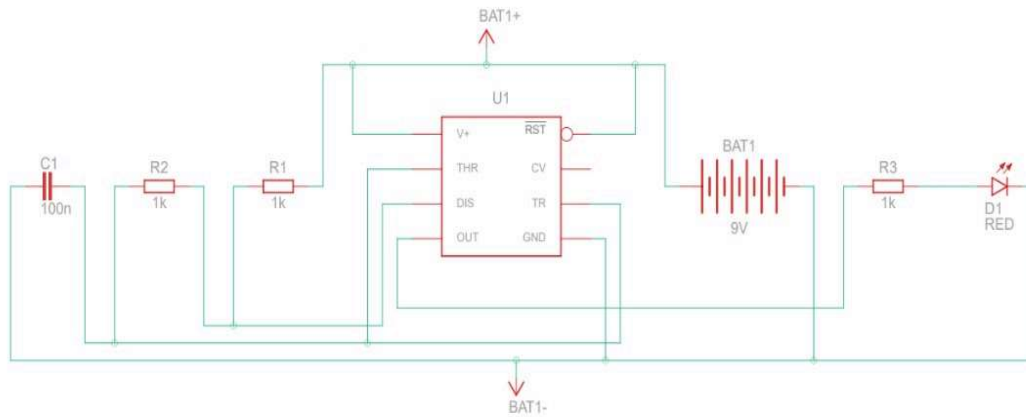 BAT1+
U1
V+
RST
THR
CV
DIS
TR
OUT
GND
C1
100n
R2
1k
R1
1k
BAT1
9V
R3
1k
D1
RED
BAT1-